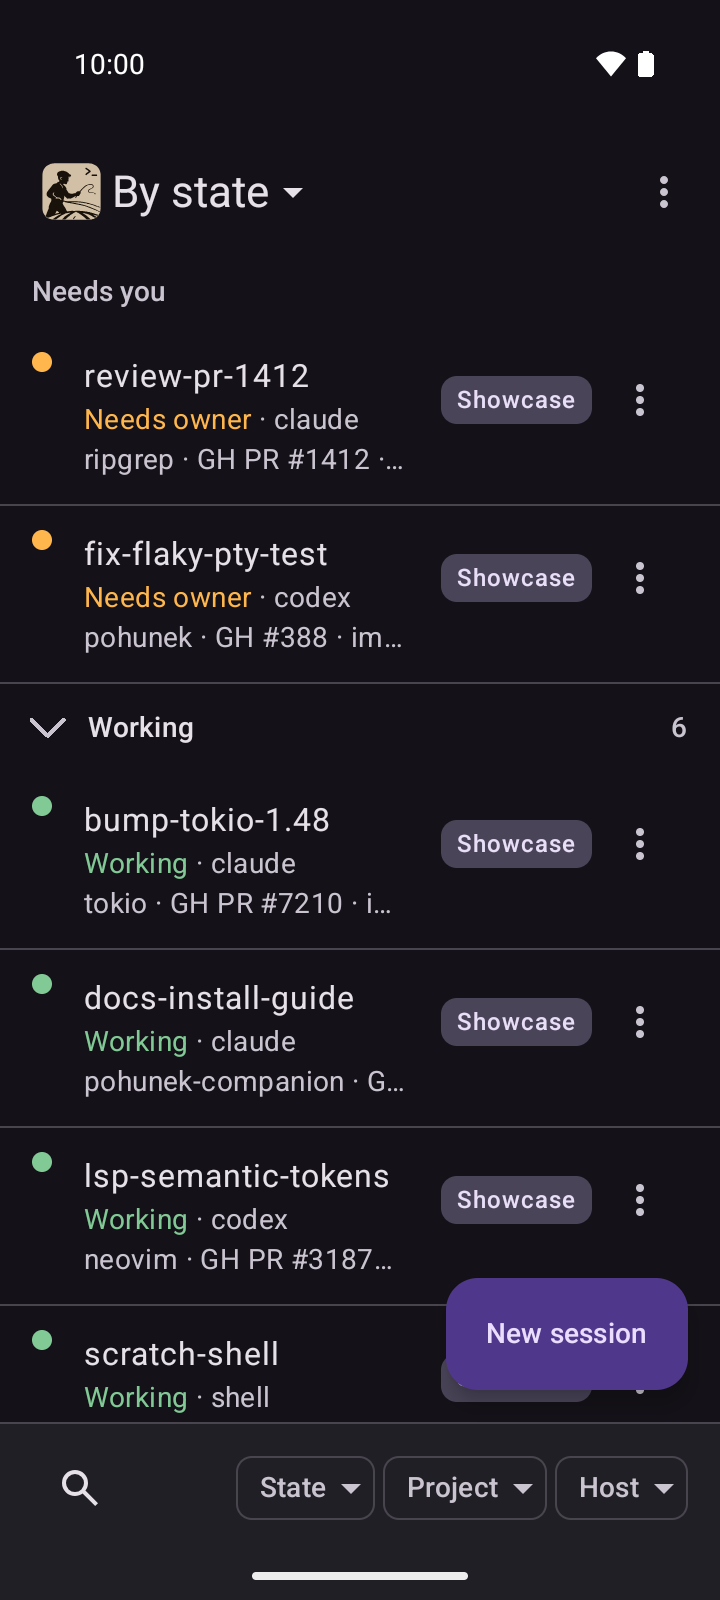 10:00
By state
Needs you
review-pr-1412
Needs owner · claude
ripgrep · GH PR #1412 ·…
Showcase
fix-flaky-pty-test
Needs owner · codex
pohunek · GH #388 · im…
Showcase
Working
6
bump-tokio-1.48
Working · claude
tokio · GH PR #7210 · i…
Showcase
docs-install-guide
Working · claude
pohunek-companion · G…
Showcase
lsp-semantic-tokens
Working · codex
neovim · GH PR #3187…
Showcase
scratch-shell
Working · shell
New session
State
Project
Host